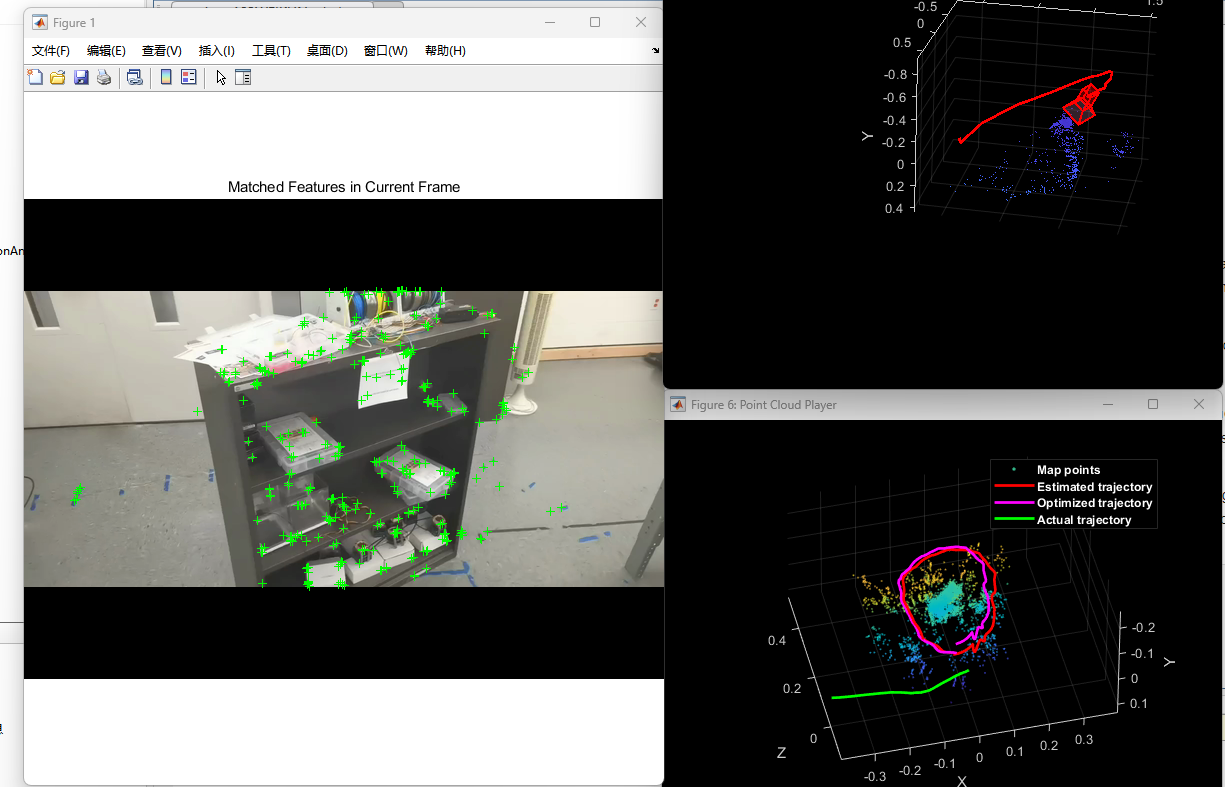 Figure 1
文件(F) 编辑(E) 查看(V) 插入(I) 工具(T) 桌面(D) 窗口(W) 帮助(H)
Matched Features in Current Frame
onAn
-0.5
0
0.5
1.5
-0.8
-0.6
-0.4
-0.2
0
0.2
0.4
Y
Figure 6: Point Cloud Player
Map points
Estimated trajectory
Optimized trajectory
Actual trajectory
0.4
0.2
0
Z
-0.3
-0.2
-0.1
0
0.1
0.2
0.3
X
-0.2
-0.1
0
0.1
Y